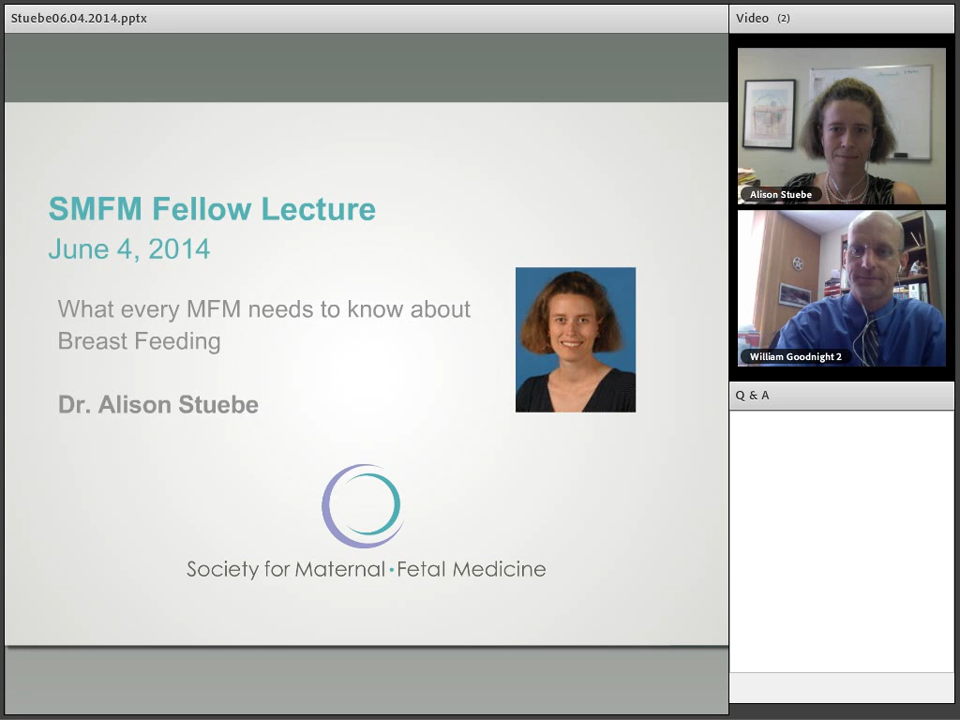 Stuebe06.04.2014.pptx
Video (2)
SMFM Fellow Lecture
June 4, 2014
What every MFM needs to know about
Breast Feeding
Dr. Alison Stuebe
Society for Maternal•Fetal Medicine
Alison Stuebe
William Goodnight 2
Q & A